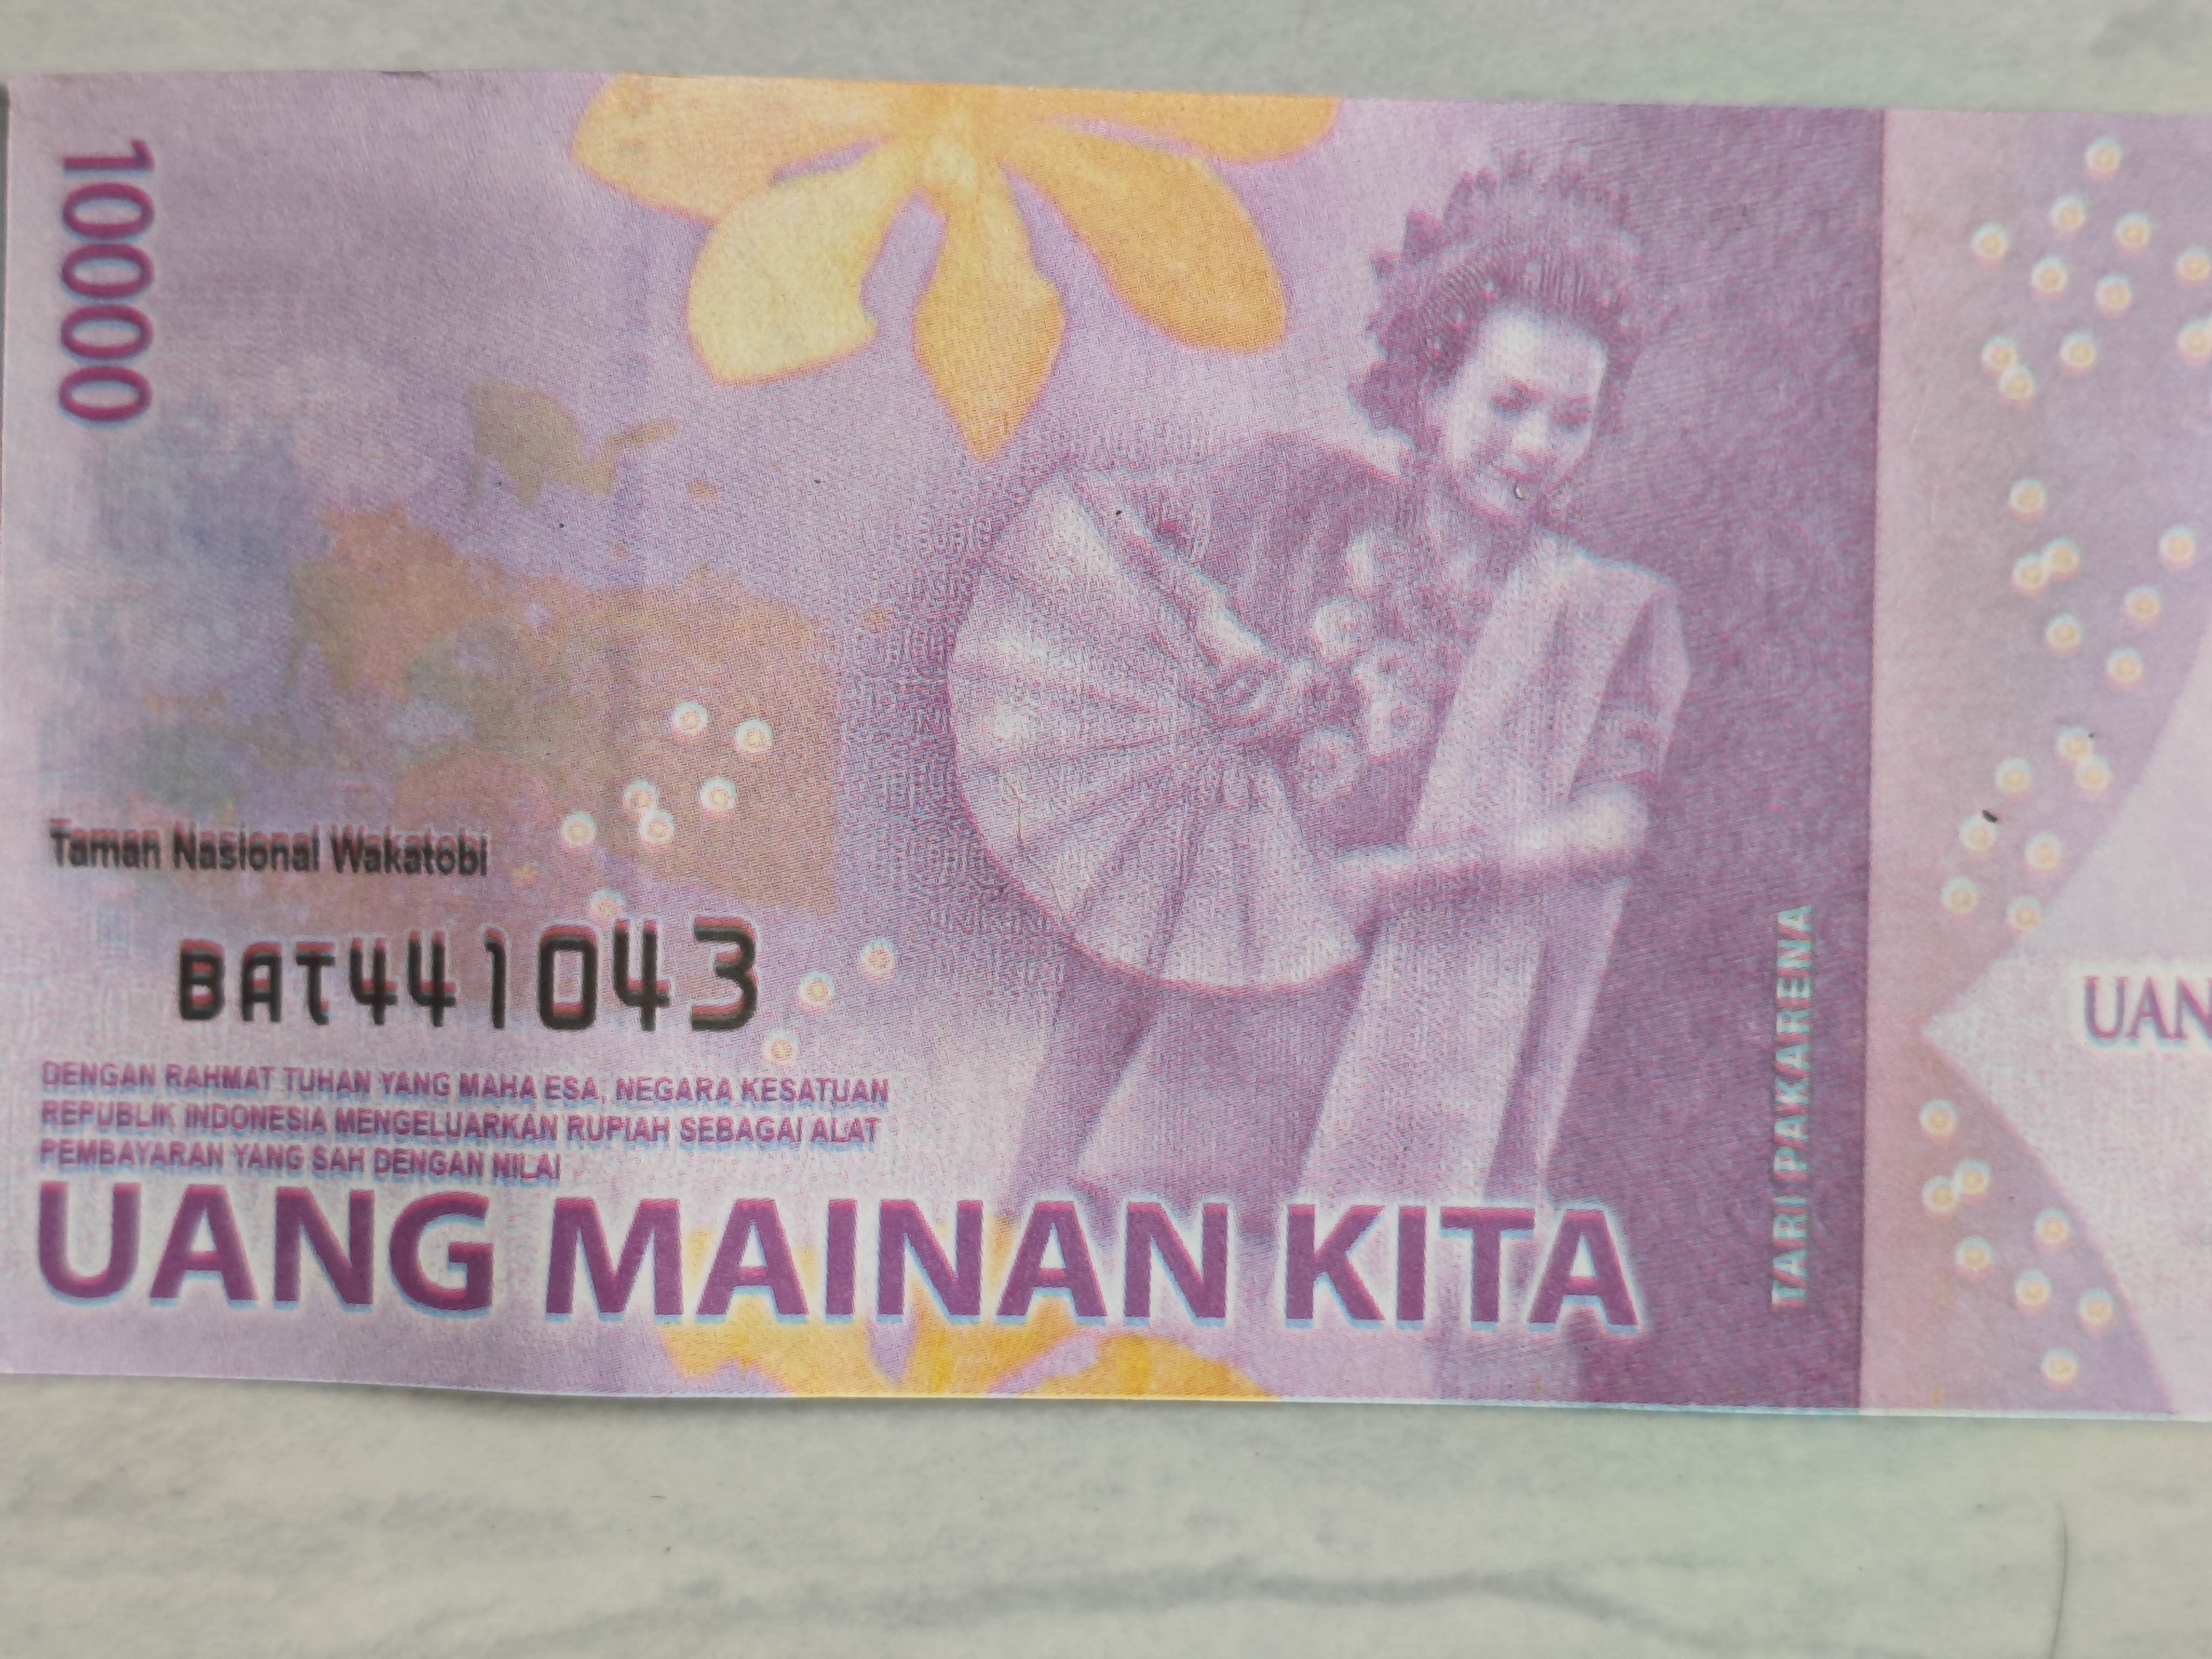 10000
Taman Nasional Wakatobi
BAT441043
DENGAN RAHMAT TUHAN YANG MAHA ESA, NEGARA KESATUAN
REPUBLIK INDONESIA MENGELUARKAN RUPIAH SEBAGAI ALAT
PEMBAYARAN YANG SAH DENGAN NILAI
UANG MAINAN KITA
TARI PAKARENA
UAN